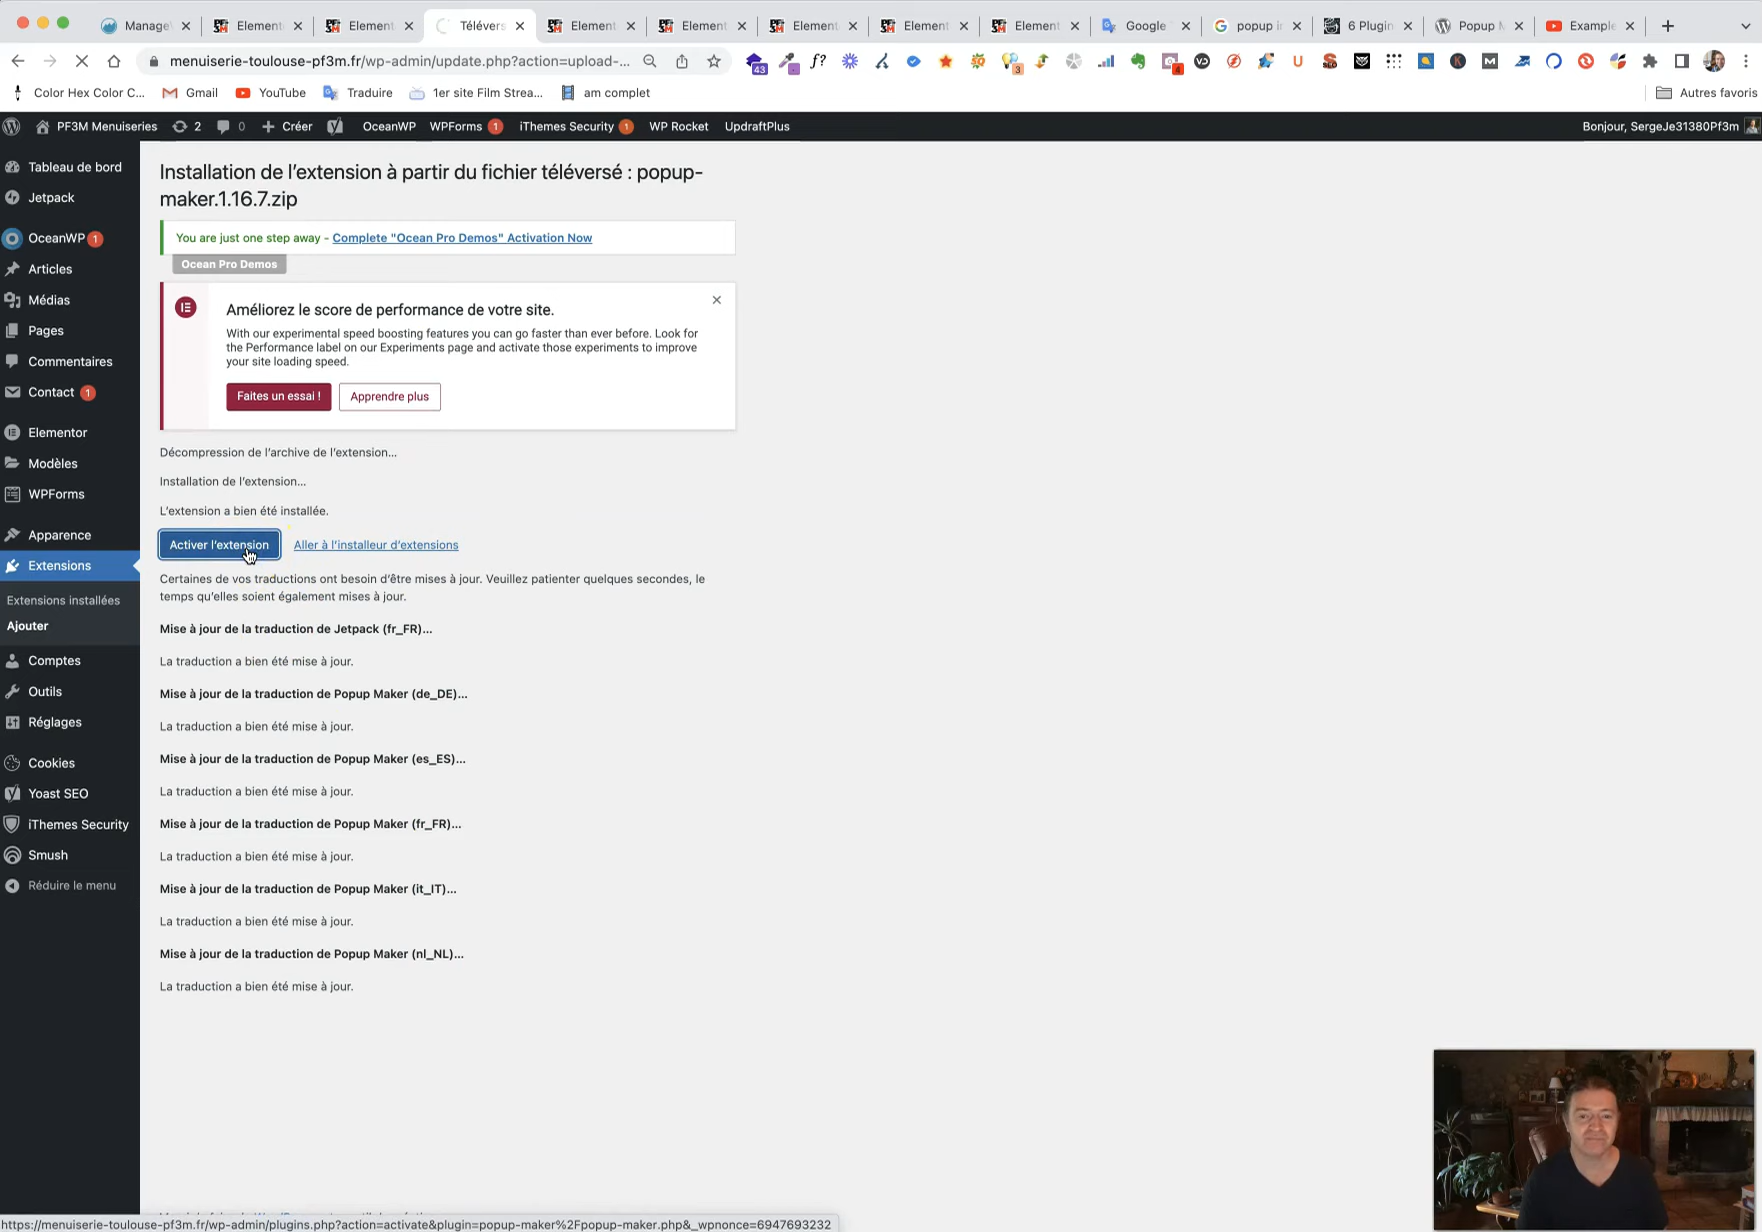 Manage
Element
Element
Télévers
Element
Element
Element
Element
Element
Google
popup in
6 Plugin
Popup M
Example
menuiserie-toulouse-pf3m.fr/wp-admin/update.php?action=upload-...
43
f?
3
4
Color Hex Color C...
Gmail
YouTube
Traduire
1er site Film Strea...
am complet
Autres favoris
PF3M Menuiseries
2
0
Créer
OceanWP
WPForms 1
iThemes Security 1
WP Rocket
UpdraftPlus
Bonjour, SergeJe31380Pf3m
Tableau de bord
Jetpack
OceanWP 1
Articles
Médias
Pages
Commentaires
Contact 1
Elementor
Modèles
WPForms
Apparence
Extensions
Extensions installées
Ajouter
Comptes
Outils
Réglages
Cookies
Yoast SEO
iThemes Security
Smush
Réduire le menu
Installation de l’extension à partir du fichier téléversé : popup-
maker.1.16.7.zip
You are just one step away - Complete "Ocean Pro Demos" Activation Now
Ocean Pro Demos
Améliorez le score de performance de votre site.
With our experimental speed boosting features you can go faster than ever before. Look for
the Performance label on our Experiments page and activate those experiments to improve
your site loading speed.
Faites un essai !
Apprendre plus
Décompression de l’archive de l’extension…
Installation de l’extension…
L’extension a bien été installée.
Activer l’extension
Aller à l’installeur d’extensions
Certaines de vos traductions ont besoin d’être mises à jour. Veuillez patienter quelques secondes, le
temps qu’elles soient également mises à jour.
Mise à jour de la traduction de Jetpack (fr_FR)…
La traduction a bien été mise à jour.
Mise à jour de la traduction de Popup Maker (de_DE)…
La traduction a bien été mise à jour.
Mise à jour de la traduction de Popup Maker (es_ES)…
La traduction a bien été mise à jour.
Mise à jour de la traduction de Popup Maker (fr_FR)…
La traduction a bien été mise à jour.
Mise à jour de la traduction de Popup Maker (it_IT)…
La traduction a bien été mise à jour.
Mise à jour de la traduction de Popup Maker (nl_NL)…
La traduction a bien été mise à jour.
https://menuiserie-toulouse-pf3m.fr/wp-admin/plugins.php?action=activate&plugin=popup-maker%2Fpopup-maker.php&_wpnonce=6947693232